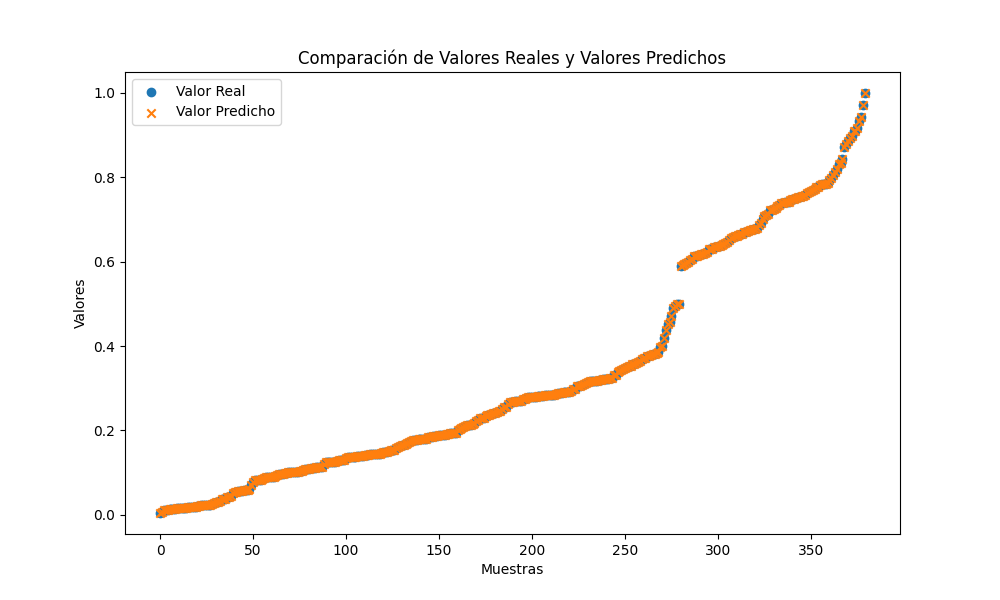 Comparación de Valores Reales y Valores Predichos
Valor Real
Valor Predicho
1.0
0.8
0.6
0.4
0.2
0.0
Valores
0 50 100 150 200 250 300 350
Muestras